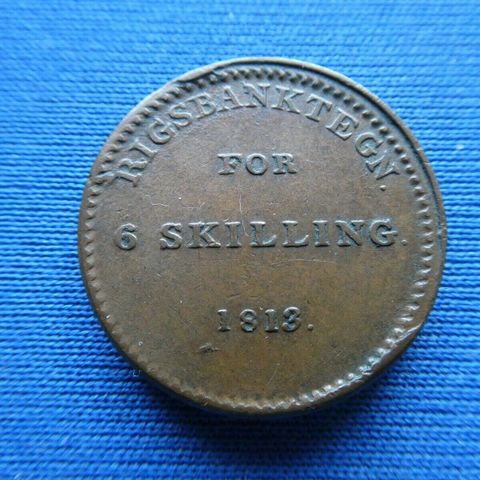 RIGSBANKTEGN.
FOR
6 SKILLING.
1813.